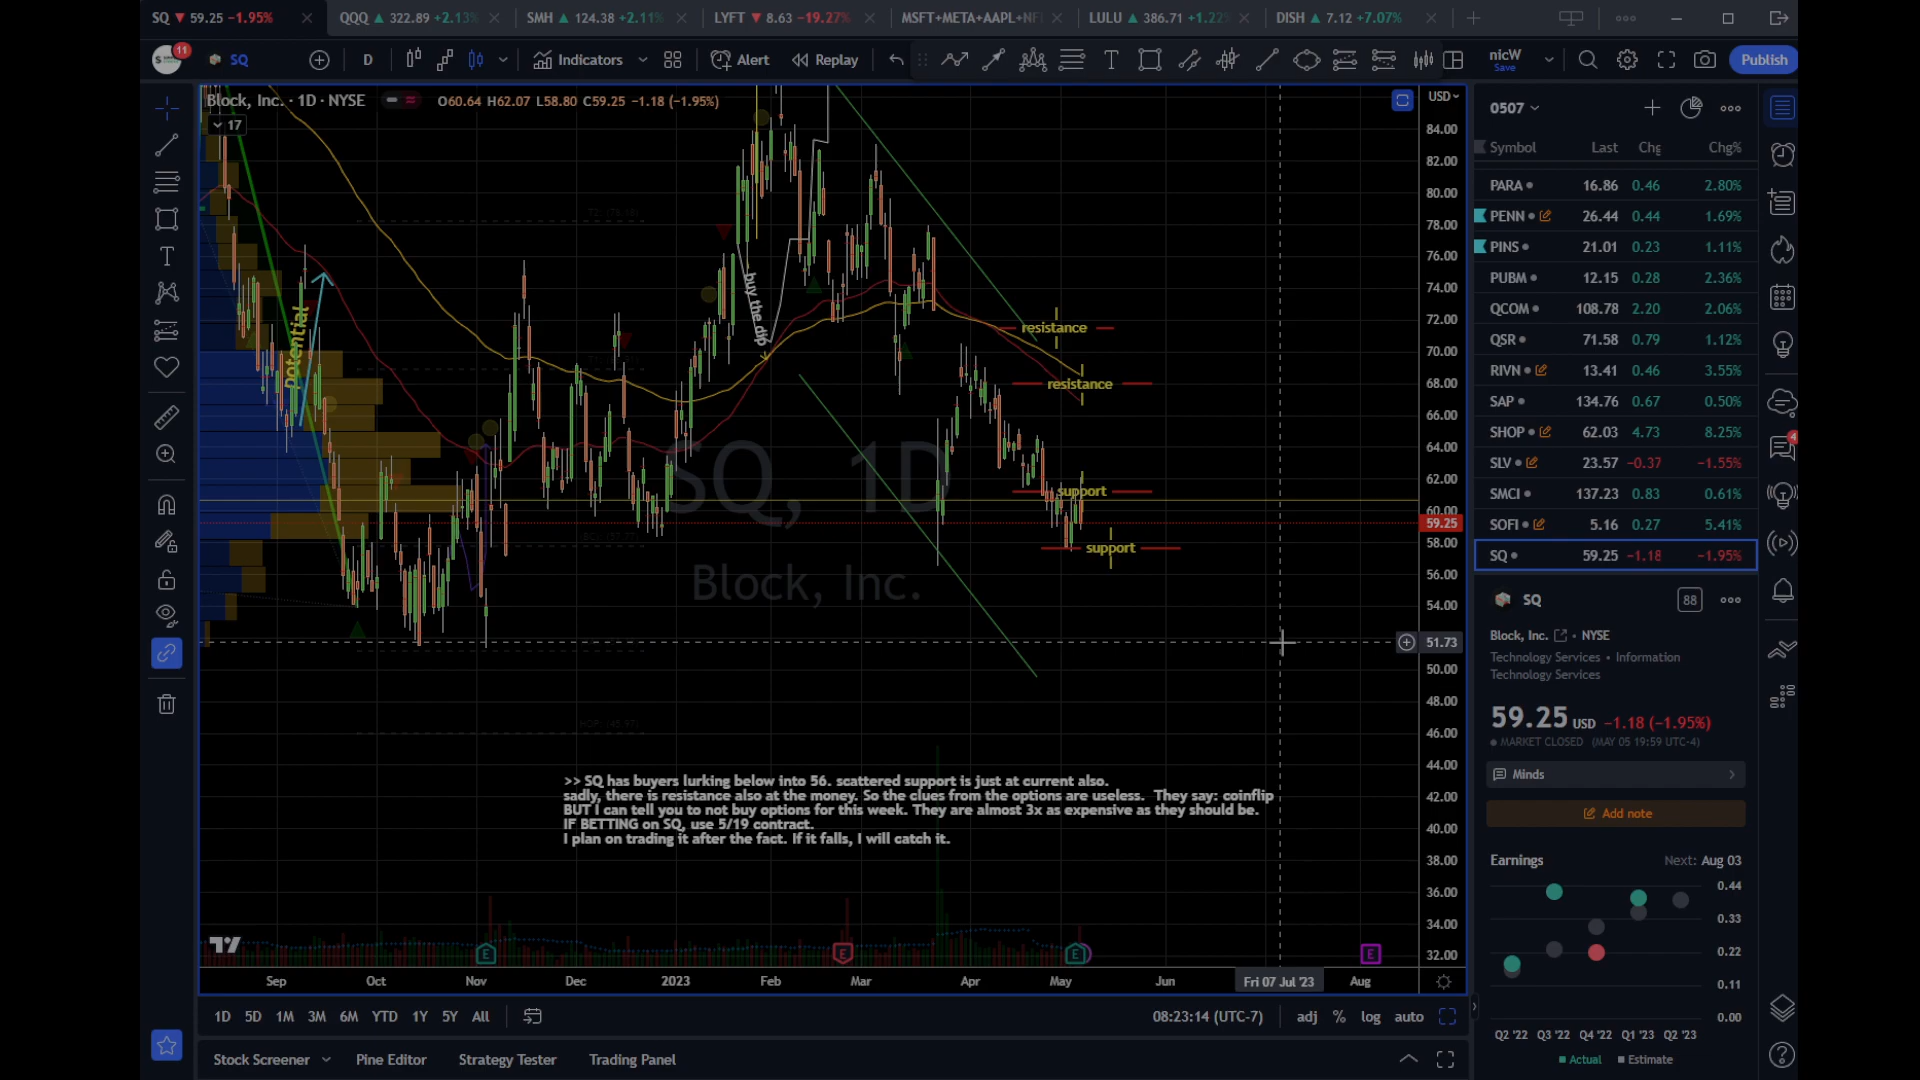 SQ ▼ 59.25 −1.95%
QQQ ▲ 322.89 +2.13%
SMH ▲ 124.38 +2.11%
LYFT ▼ 8.63 −19.27%
MSFT+META+AAPL+NF
LULU ▲ 386.71 +1.22%
DISH ▲ 7.12 +7.07%
11
SQ
D
Indicators
Alert
Replay
nicW
Save
Publish
Block, Inc. · 1D · NYSE O60.64 H62.07 L58.80 C59.25 −1.18 (−1.95%)
17
USD
84.00
82.00
80.00
78.00
76.00
74.00
72.00
70.00
68.00
66.00
64.00
62.00
60.00
59.25
58.00
56.00
54.00
51.73
50.00
48.00
46.00
44.00
42.00
40.00
38.00
36.00
34.00
32.00
Potential
buy the dip
resistance
resistance
support
support
SQ, 1D
Block, Inc.
>> SQ has buyers lurking below into 56. scattered support is just at current also.
sadly, there is resistance also at the money. So the clues from the options are useless. They say: coinflip
BUT I can tell you to not buy options for this week. They are almost 3x as expensive as they should be.
IF BETTING on SQ, use 5/19 contract.
I plan on trading it after the fact. If it falls, I will catch it.
E E E E
Sep Oct Nov Dec 2023 Feb Mar Apr May Jun Fri 07 Jul '23 Aug
1D 5D 1M 3M 6M YTD 1Y 5Y All
08:23:14 (UTC-7) adj % log auto
Stock Screener Pine Editor Strategy Tester Trading Panel
0507
Symbol Last Chg Chg%
PARA 16.86 0.46 2.80%
PENN 26.44 0.44 1.69%
PINS 21.01 0.23 1.11%
PUBM 12.15 0.28 2.36%
QCOM 108.78 2.20 2.06%
QSR 71.58 0.79 1.12%
RIVN 13.41 0.46 3.55%
SAP 134.76 0.67 0.50%
SHOP 62.03 4.73 8.25%
SLV 23.57 −0.37 −1.55%
SMCI 137.23 0.83 0.61%
SOFI 5.16 0.27 5.41%
SQ 59.25 −1.18 −1.95%
SQ
88
Block, Inc. • NYSE
Technology Services • Information
Technology Services
59.25 USD −1.18 (−1.95%)
MARKET CLOSED (MAY 05 19:59 UTC-4)
Minds
Add note
Earnings Next: Aug 03
0.44
0.33
0.22
0.11
0.00
Q2 '22 Q3 '22 Q4 '22 Q1 '23 Q2 '23
Actual Estimate
4